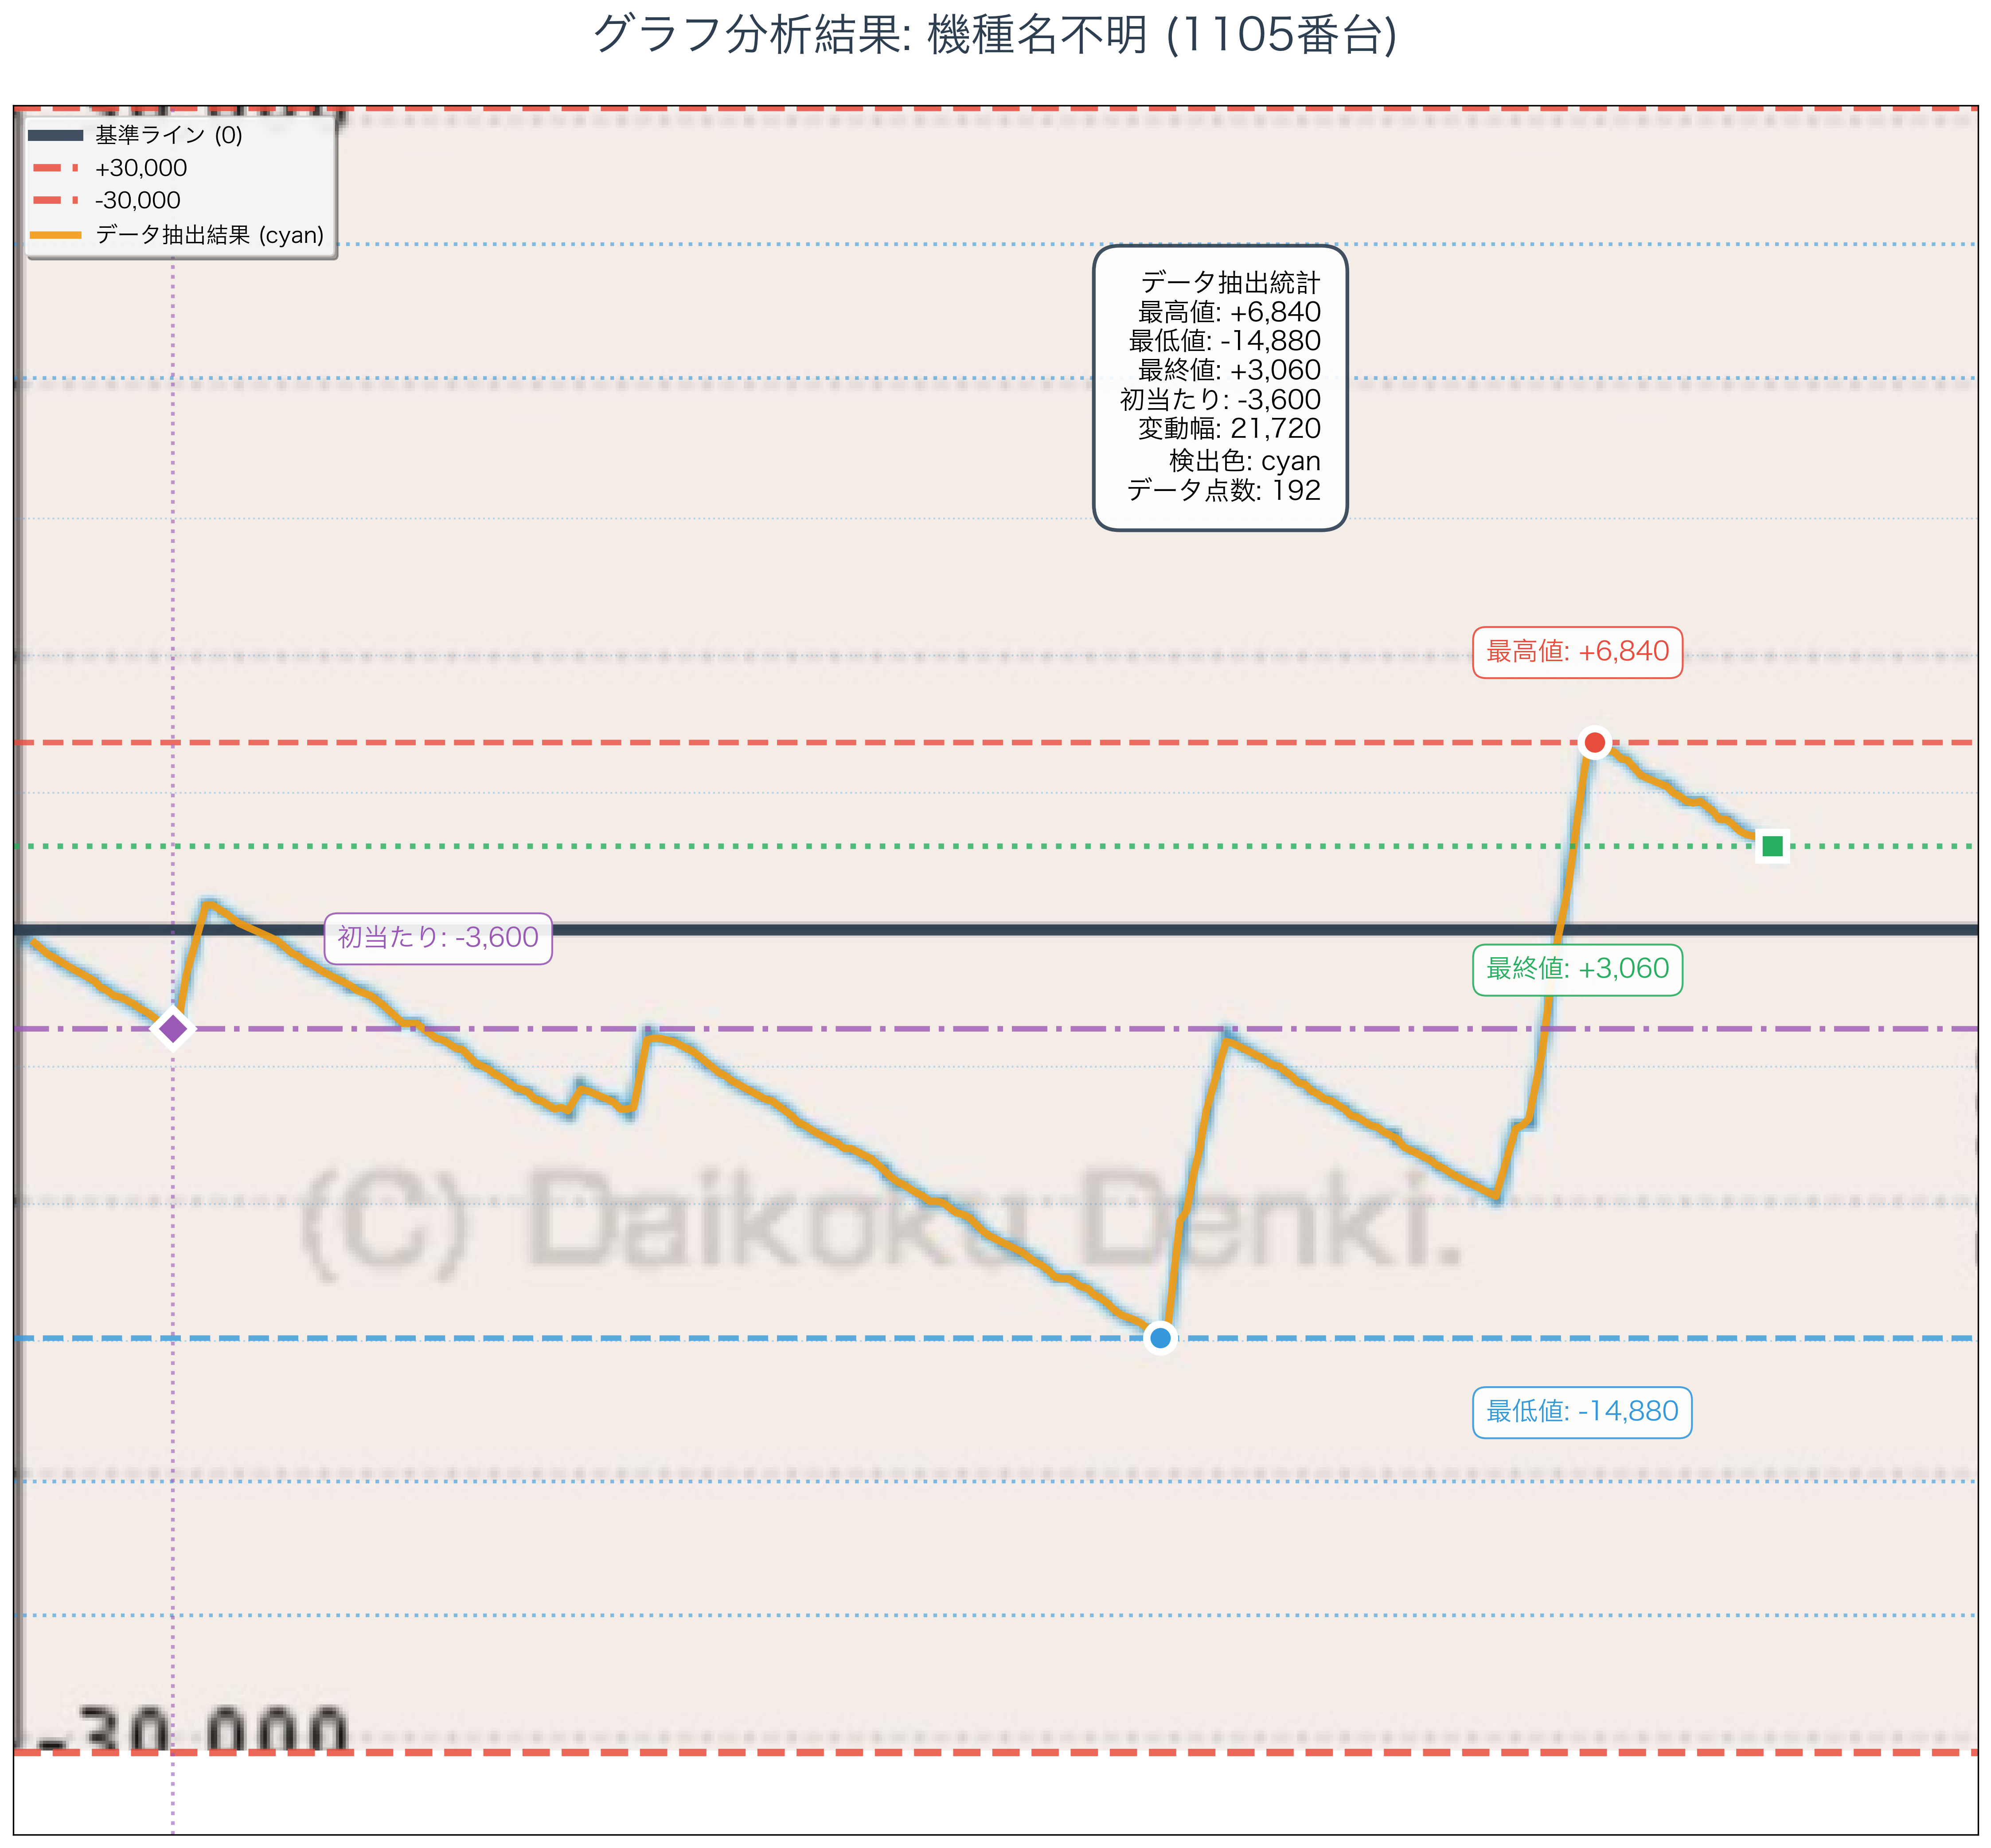 グラフ分析結果: 機種名不明 (1105番台)
基準ライン (0)
+30,000
-30,000
データ抽出結果 (cyan)
データ抽出統計
最高値: +6,840
最低値: -14,880
最終値: +3,060
初当たり: -3,600
変動幅: 21,720
検出色: cyan
データ点数: 192
最高値: +6,840
初当たり: -3,600
最終値: +3,060
(C) Daikoku Denki.
最低値: -14,880
-30,000